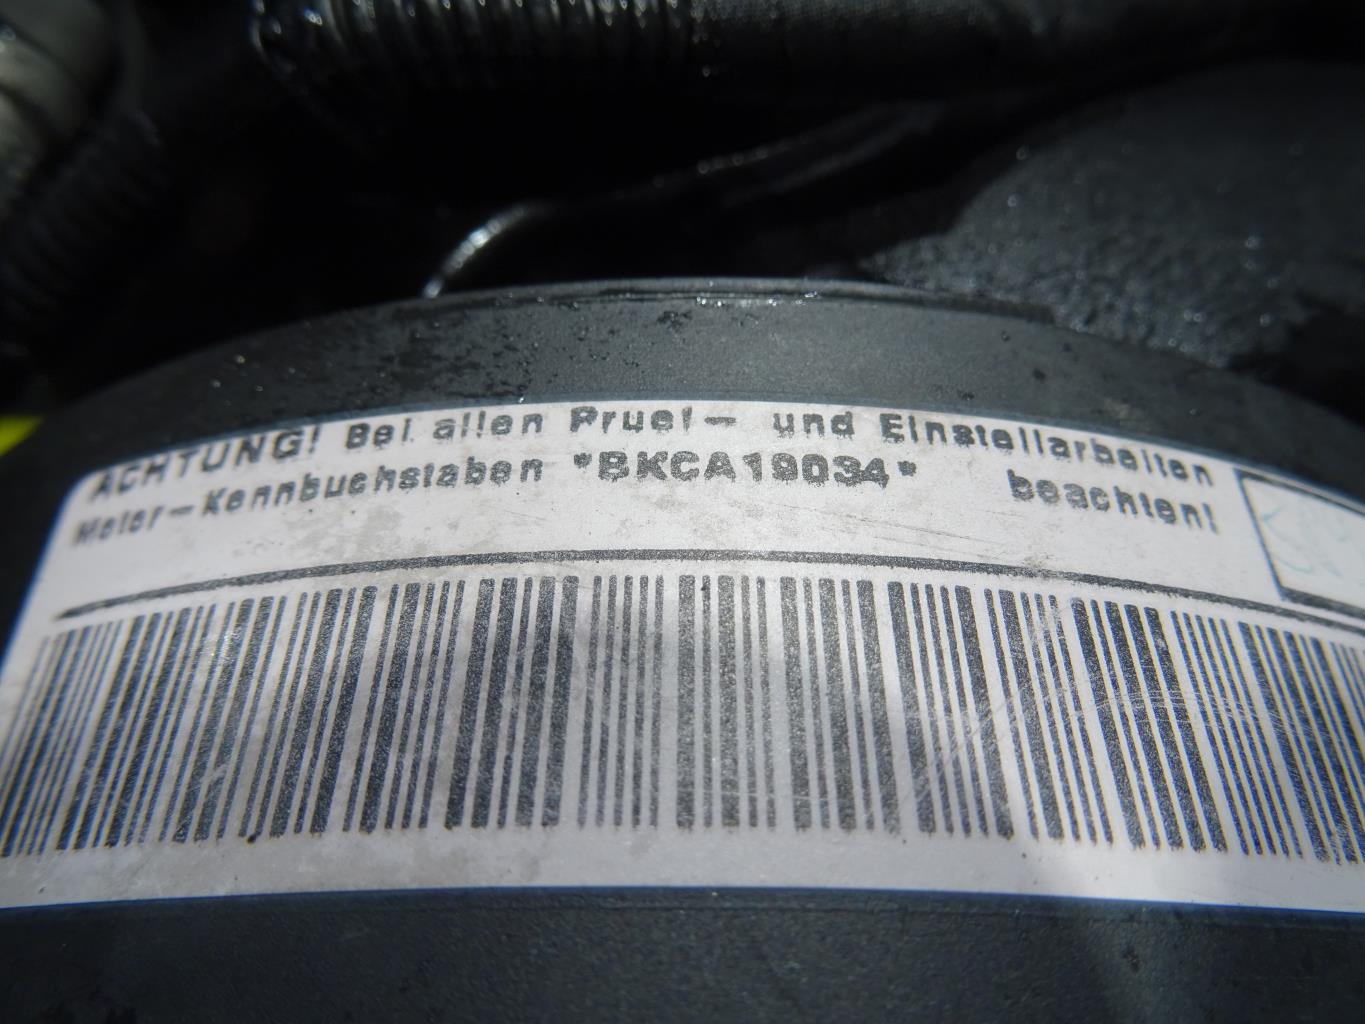 ACHTUNG! Bei allen Pruef- und Einstellarbeiten
Motor-Kennbuchstaben *BKCA19034* beachten!